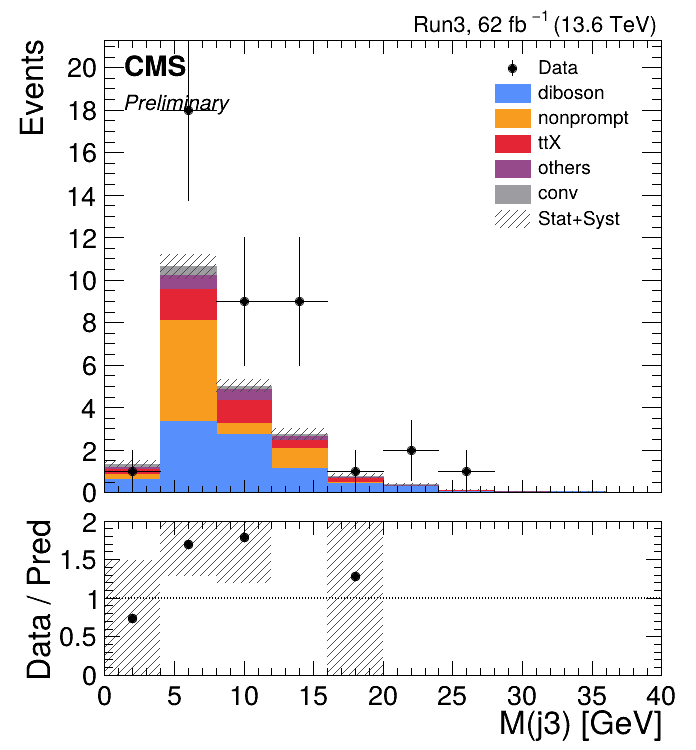 Run3, 62 fb⁻¹ (13.6 TeV)
Events
20
18
16
14
12
10
8
6
4
2
0
CMS
Preliminary
Data
diboson
nonprompt
ttX
others
conv
Stat+Syst
Data / Pred
2
1.5
1
0.5
0
0 5 10 15 20 25 30 35 40
M(j3) [GeV]